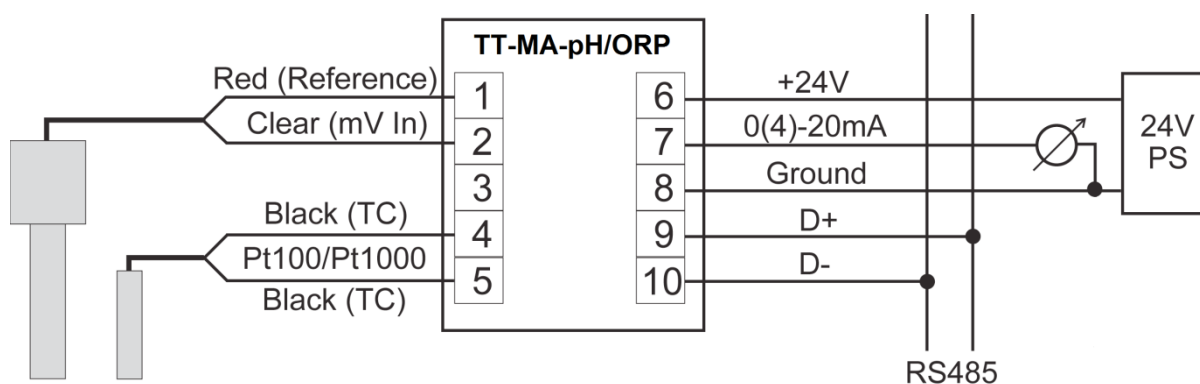 TT-MA-pH/ORP
Red (Reference)
Clear (mV In)
Black (TC)
Pt100/Pt1000
Black (TC)
1
2
3
4
5
6
7
8
9
10
+24V
0(4)-20mA
Ground
D+
D-
24V
PS
RS485